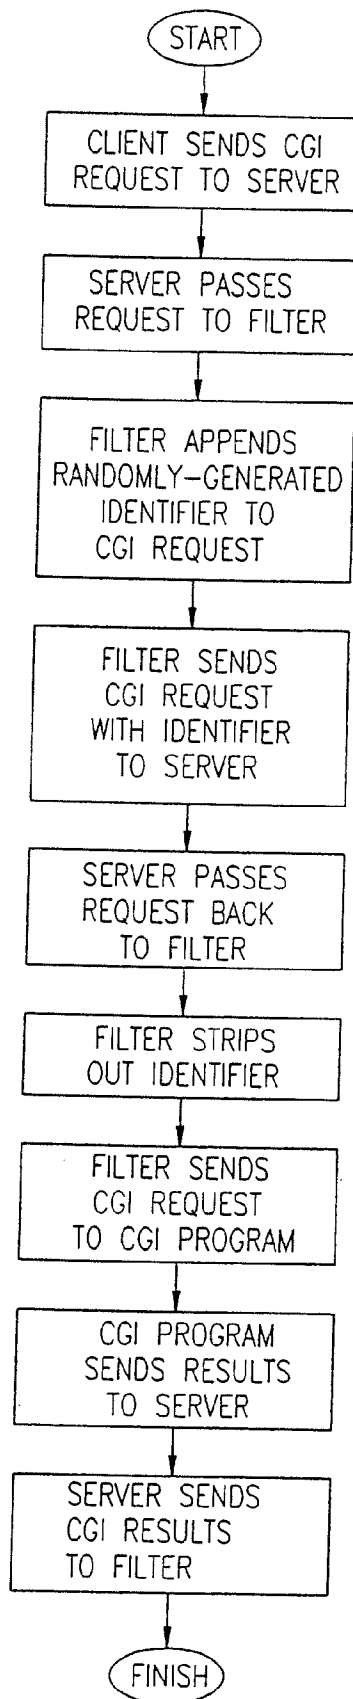 START
CLIENT SENDS CGI
REQUEST TO SERVER
SERVER PASSES
REQUEST TO FILTER
FILTER APPENDS
RANDOMLY-GENERATED
IDENTIFIER TO
CGI REQUEST
FILTER SENDS
CGI REQUEST
WITH IDENTIFIER
TO SERVER
SERVER PASSES
REQUEST BACK
TO FILTER
FILTER STRIPS
OUT IDENTIFIER
FILTER SENDS
CGI REQUEST
TO CGI PROGRAM
CGI PROGRAM
SENDS RESULTS
TO SERVER
SERVER SENDS
CGI RESULTS
TO FILTER
FINISH